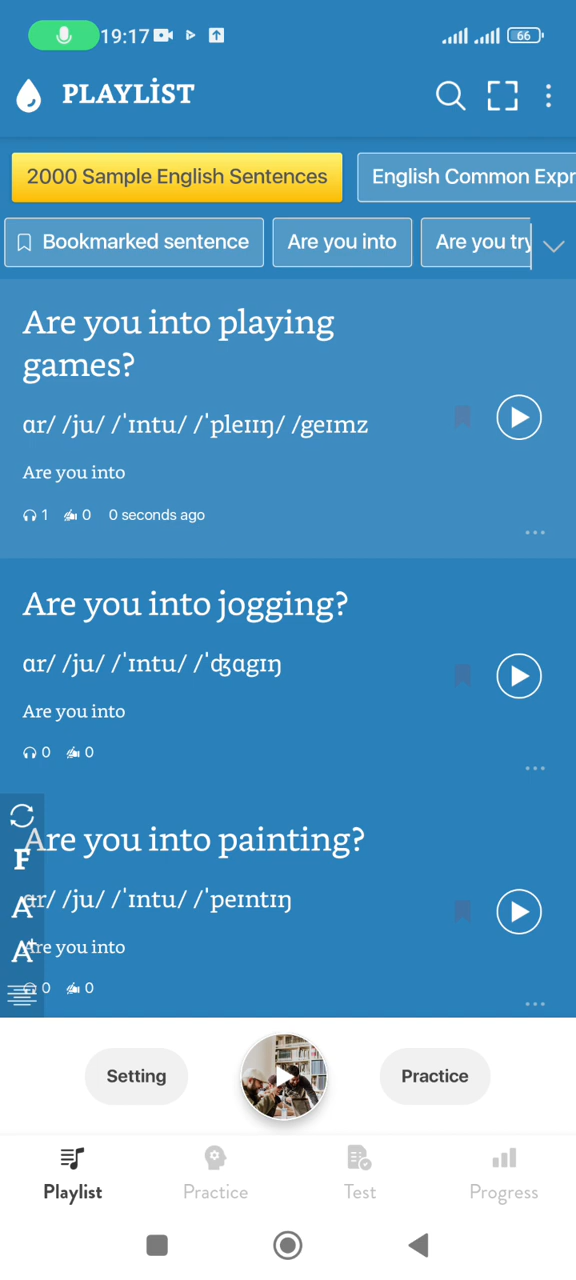 19:17
66
PLAYLİST
2000 Sample English Sentences
English Common Expr
Bookmarked sentence
Are you into
Are you try
Are you into playing
games?
ɑr/ /ju/ /ˈɪntu/ /ˈpleɪɪŋ/ /geɪmz
Are you into
1 0 0 seconds ago
Are you into jogging?
ɑr/ /ju/ /ˈɪntu/ /ˈʤɑgɪŋ
Are you into
0 0
Are you into painting?
F
ɑr/ /ju/ /ˈɪntu/ /ˈpeɪntɪŋ
A
Are you into
A
0 0
Setting
Practice
Playlist
Practice
Test
Progress